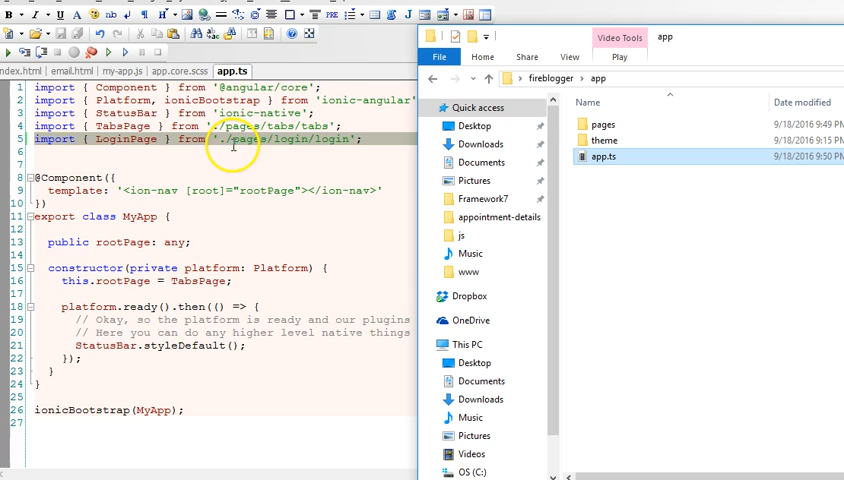 Video Tools
app
File
Home
Share
View
Play
fireblogger
app
index.html
email.html
my-app.js
app.core.scss
app.ts
1 import { Component } from '@angular/core';
2 import { Platform, ionicBootstrap } from 'ionic-angular'
3 import { StatusBar } from 'ionic-native';
4 import { TabsPage } from './pages/tabs/tabs';
5 import { LoginPage } from './pages/login/login';
6
7
8 @Component({
9 template: '<ion-nav [root]="rootPage"></ion-nav>'
10 })
11 export class MyApp {
12
13 public rootPage: any;
14
15 constructor(private platform: Platform) {
16 this.rootPage = TabsPage;
17
18 platform.ready().then(() => {
19 // Okay, so the platform is ready and our plugins
20 // Here you can do any higher level native things
21 StatusBar.styleDefault();
22 });
23 }
24 }
25
26 ionicBootstrap(MyApp);
27
Quick access
Desktop
Downloads
Documents
Pictures
Framework7
appointment-details
js
Music
www
Dropbox
OneDrive
This PC
Desktop
Documents
Downloads
Music
Pictures
Videos
OS (C:)
Name
Date modified
pages
9/18/2016 9:49 PM
theme
9/18/2016 9:49 PM
app.ts
9/18/2016 9:50 PM